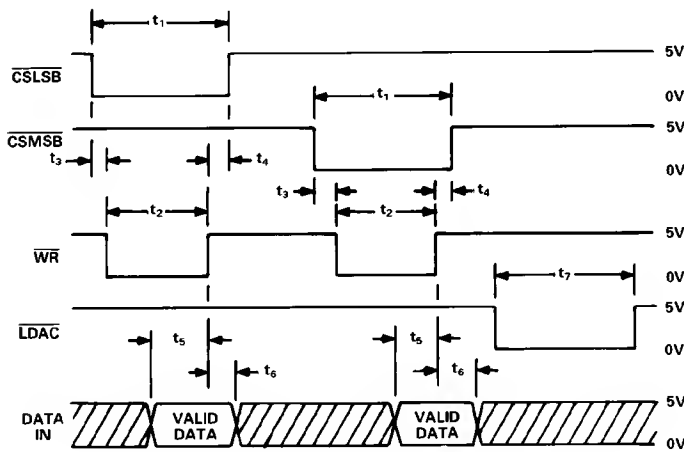 t₁
5V
CSLSB
0V
t₁
5V
CSMSB
t₃
t₄
0V
t₃
t₄
t₂
t₂
5V
WR
0V
t₇
5V
LDAC
t₅
t₅
0V
t₆
t₆
5V
DATA
IN
VALID
DATA
VALID
DATA
0V